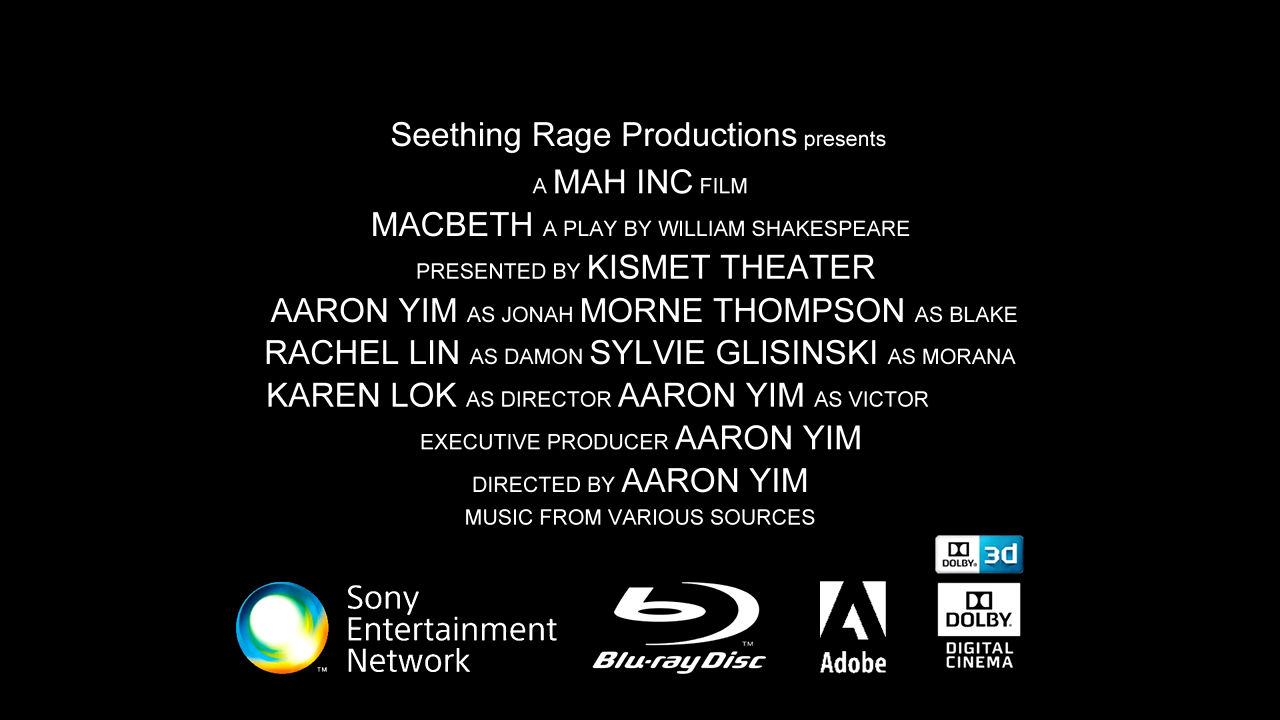 Seething Rage Productions presents
A MAH INC FILM
MACBETH A PLAY BY WILLIAM SHAKESPEARE
PRESENTED BY KISMET THEATER
AARON YIM AS JONAH MORNE THOMPSON AS BLAKE
RACHEL LIN AS DAMON SYLVIE GLISINSKI AS MORANA
KAREN LOK AS DIRECTOR AARON YIM AS VICTOR
EXECUTIVE PRODUCER AARON YIM
DIRECTED BY AARON YIM
MUSIC FROM VARIOUS SOURCES
Sony
Entertainment
Network™
Blu-ray Disc™
Adobe
DOLBY® 3d
DOLBY.
DIGITAL
CINEMA